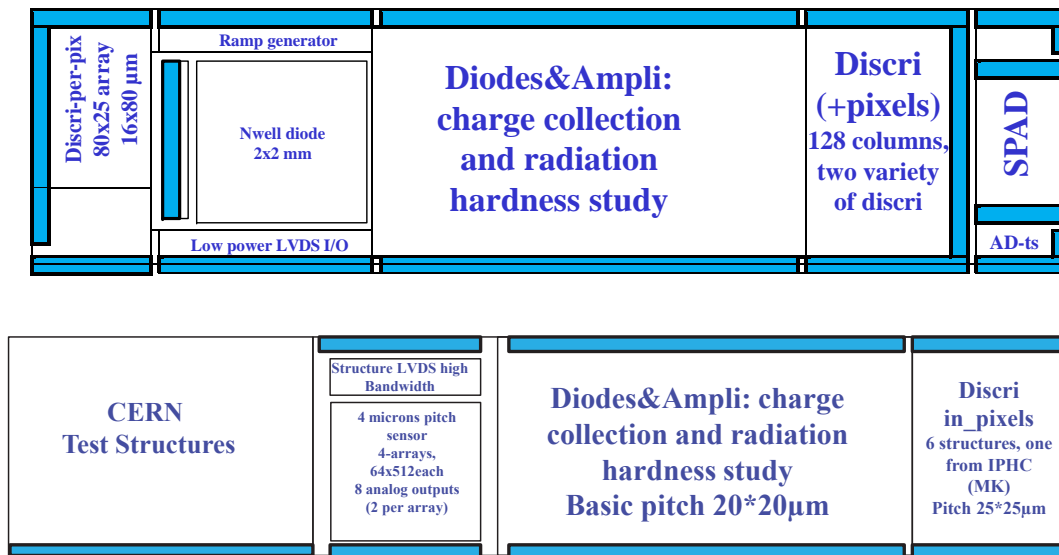 Discri-per-pix
80x25 array
16x80 µm
Ramp generator
Nwell diode
2x2 mm
Low power LVDS I/O
Diodes&Ampli:
charge collection
and radiation
hardness study
Discri
(+pixels)
128 columns,
two variety
of discri
SPAD
AD-ts
CERN
Test Structures
Structure LVDS high
Bandwidth
4 microns pitch
sensor
4-arrays,
64x512each
8 analog outputs
(2 per array)
Diodes&Ampli: charge
collection and radiation
hardness study
Basic pitch 20*20µm
Discri
in_pixels
6 structures, one
from IPHC
(MK)
Pitch 25*25µm